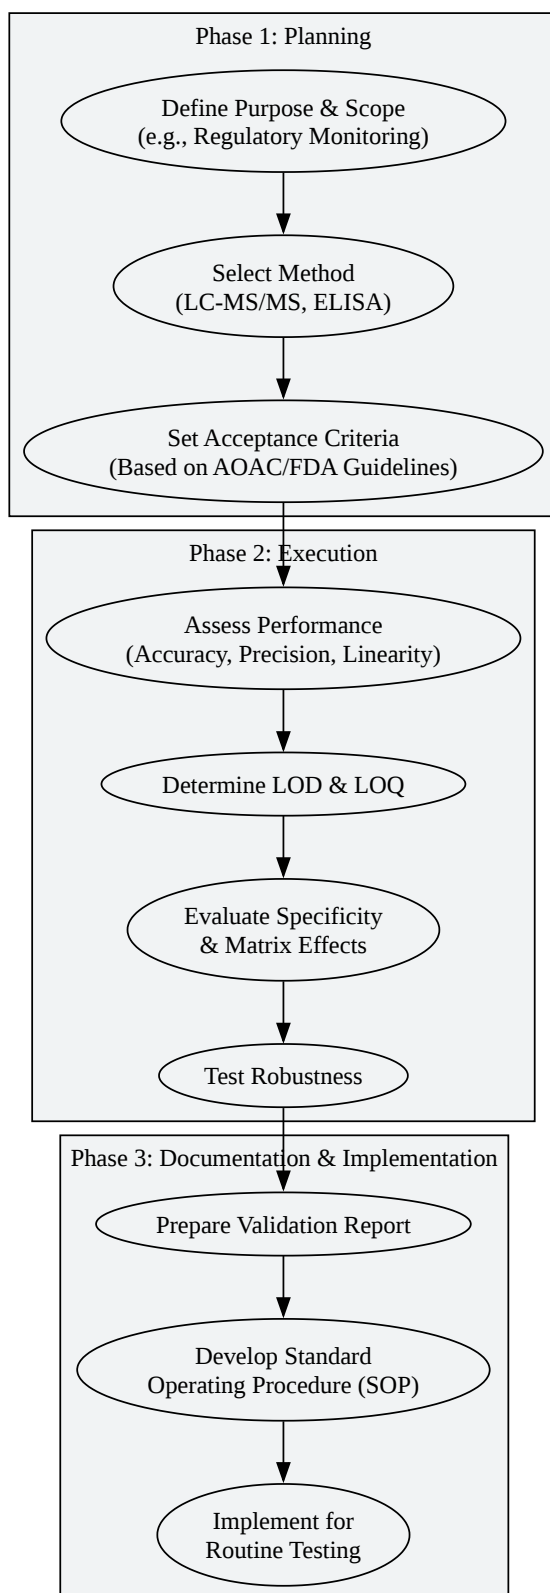 Phase 1: Planning
Define Purpose & Scope
(e.g., Regulatory Monitoring)
Select Method
(LC-MS/MS, ELISA)
Set Acceptance Criteria
(Based on AOAC/FDA Guidelines)
Phase 2: Execution
Assess Performance
(Accuracy, Precision, Linearity)
Determine LOD & LOQ
Evaluate Specificity
& Matrix Effects
Test Robustness
Phase 3: Documentation & Implementation
Prepare Validation Report
Develop Standard
Operating Procedure (SOP)
Implement for
Routine Testing